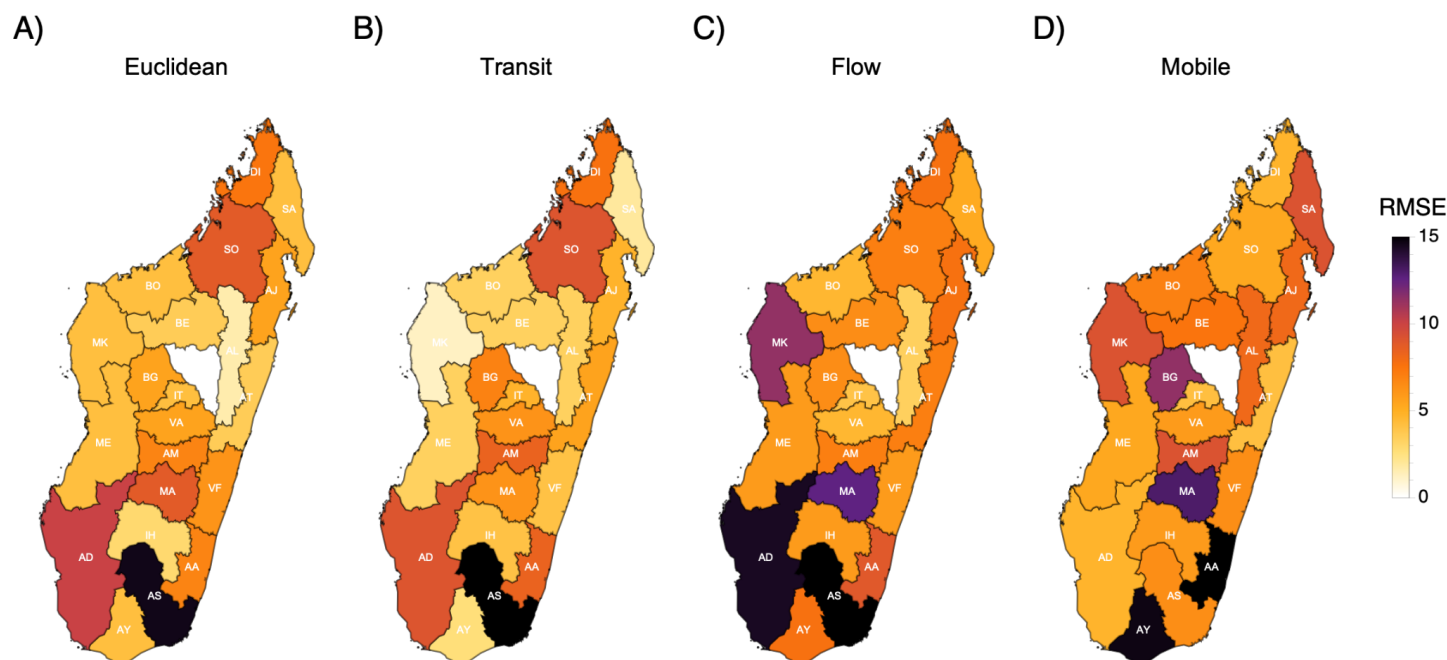 A)
B)
C)
D)
Euclidean
Transit
Flow
Mobile
DI
SA
SO
BO
AJ
BE
MK
AL
BG
IT
AT
VA
ME
AM
MA
VF
IH
AD
AA
AS
AY
DI
SA
SO
BO
AJ
BE
MK
AL
BG
IT
AT
VA
ME
AM
MA
VF
IH
AD
AA
AS
AY
DI
SA
SO
BO
AJ
BE
MK
AL
BG
IT
AT
VA
ME
AM
MA
VF
IH
AD
AA
AS
AY
DI
SA
SO
BO
AJ
BE
MK
AL
BG
IT
AT
VA
ME
AM
MA
VF
IH
AD
AA
AS
AY
RMSE
15
10
5
0